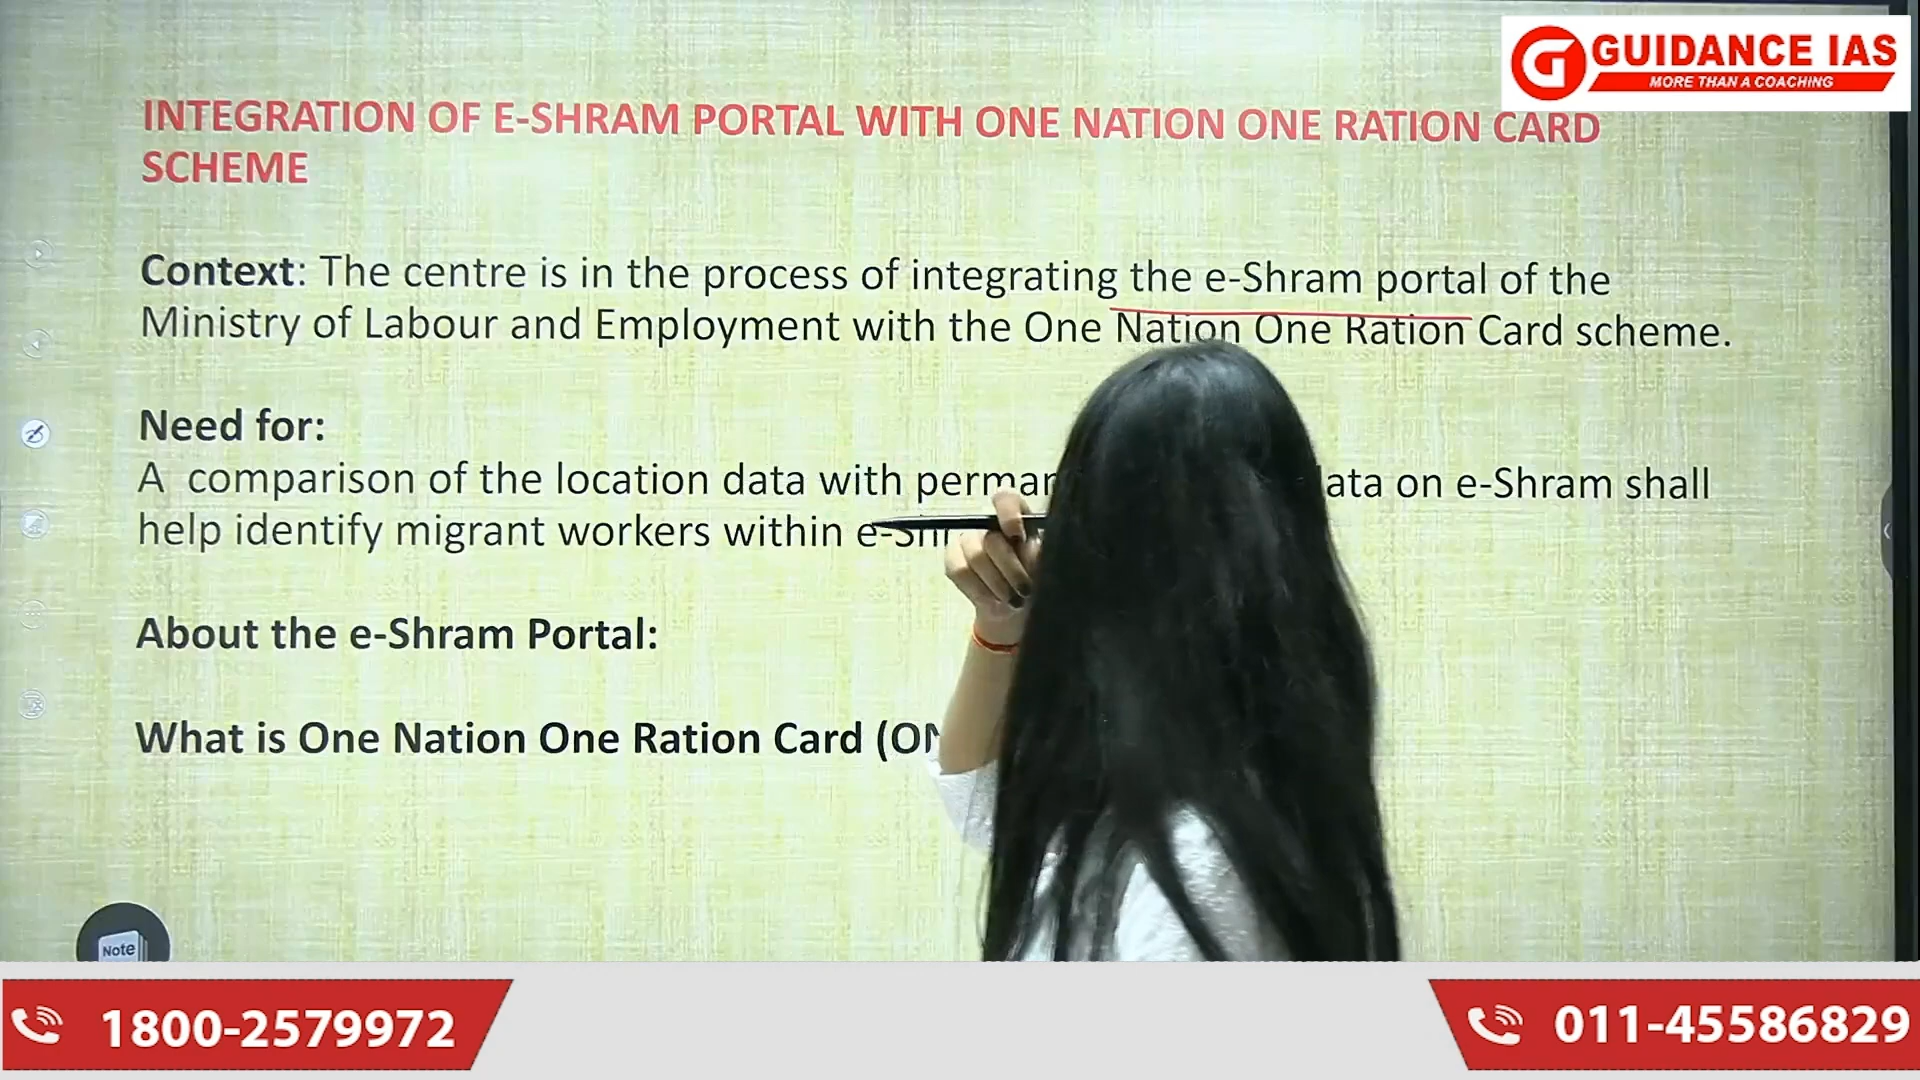 GUIDANCE IAS
MORE THAN A COACHING
INTEGRATION OF E-SHRAM PORTAL WITH ONE NATION ONE RATION CARD
SCHEME
Context: The centre is in the process of integrating the e-Shram portal of the
Ministry of Labour and Employment with the One Nation One Ration Card scheme.
Need for:
A comparison of the location data with on e-Shram shall
help identify migrant workers within
About the e-Shram Portal:
What is One Nation One Ration Card
Note
1800-2579972
011-45586829